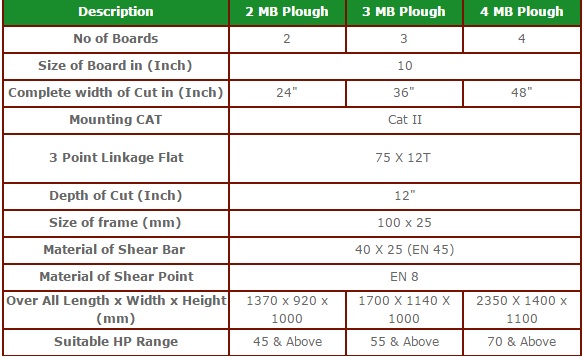 Description 2 MB Plough 3 MB Plough 4 MB Plough
No of Boards 2 3 4
Size of Board in (Inch) 10
Complete width of Cut in (Inch) 24" 36" 48"
Mounting CAT Cat II
3 Point Linkage Flat 75 X 12T
Depth of Cut (Inch) 12"
Size of frame (mm) 100 x 25
Material of Shear Bar 40 X 25 (EN 45)
Material of Shear Point EN 8
Over All Length x Width x Height 1370 x 920 x 1700 X 1140 X 2350 X 1400 x
(mm) 1000 1000 1100
Suitable HP Range 45 & Above 55 & Above 70 & Above